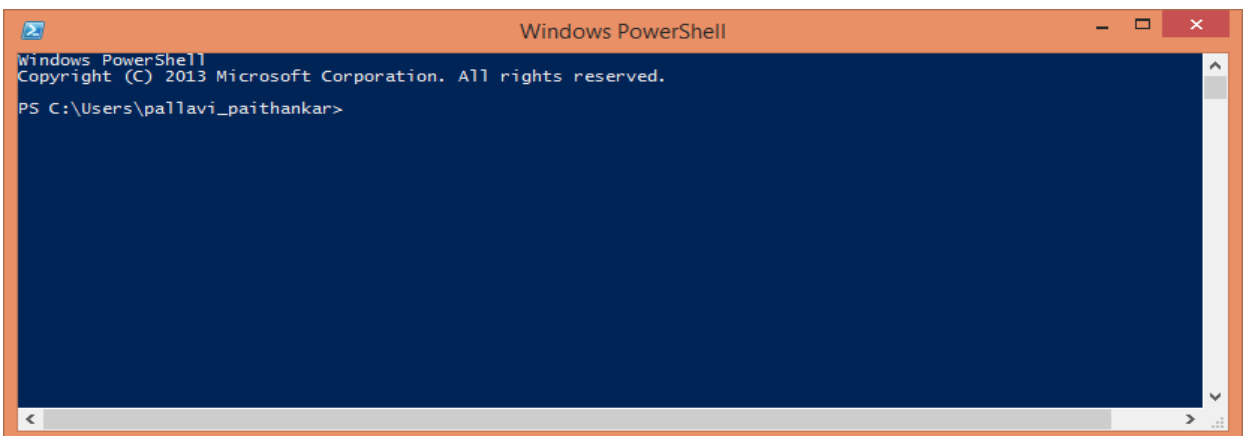 Windows PowerShell
Windows PowerShell
Copyright (C) 2013 Microsoft Corporation. All rights reserved.
PS C:\Users\pallavi_paithankar>